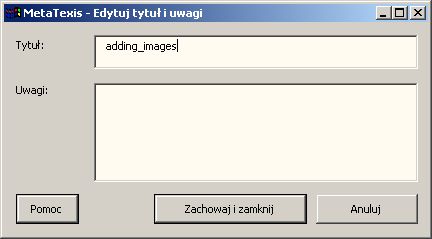 MetaTexis - Edytuj tytuł i uwagi
Tytuł:
adding_images
Uwagi:
Pomoc
Zachowaj i zamknij
Anuluj